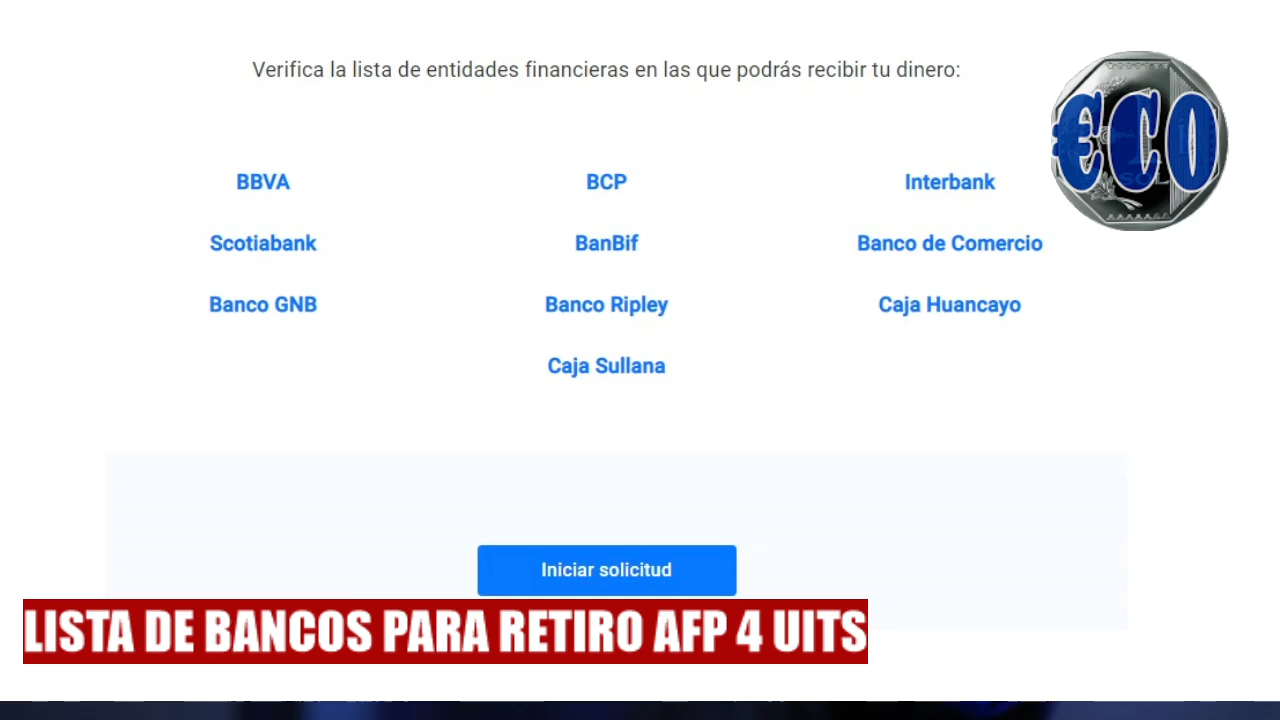 Verifica la lista de entidades financieras en las que podrás recibir tu dinero:
€CO
SOL
BBVA BCP Interbank
Scotiabank BanBif Banco de Comercio
Banco GNB Banco Ripley Caja Huancayo
Caja Sullana
Iniciar solicitud
LISTA DE BANCOS PARA RETIRO AFP 4 UITS